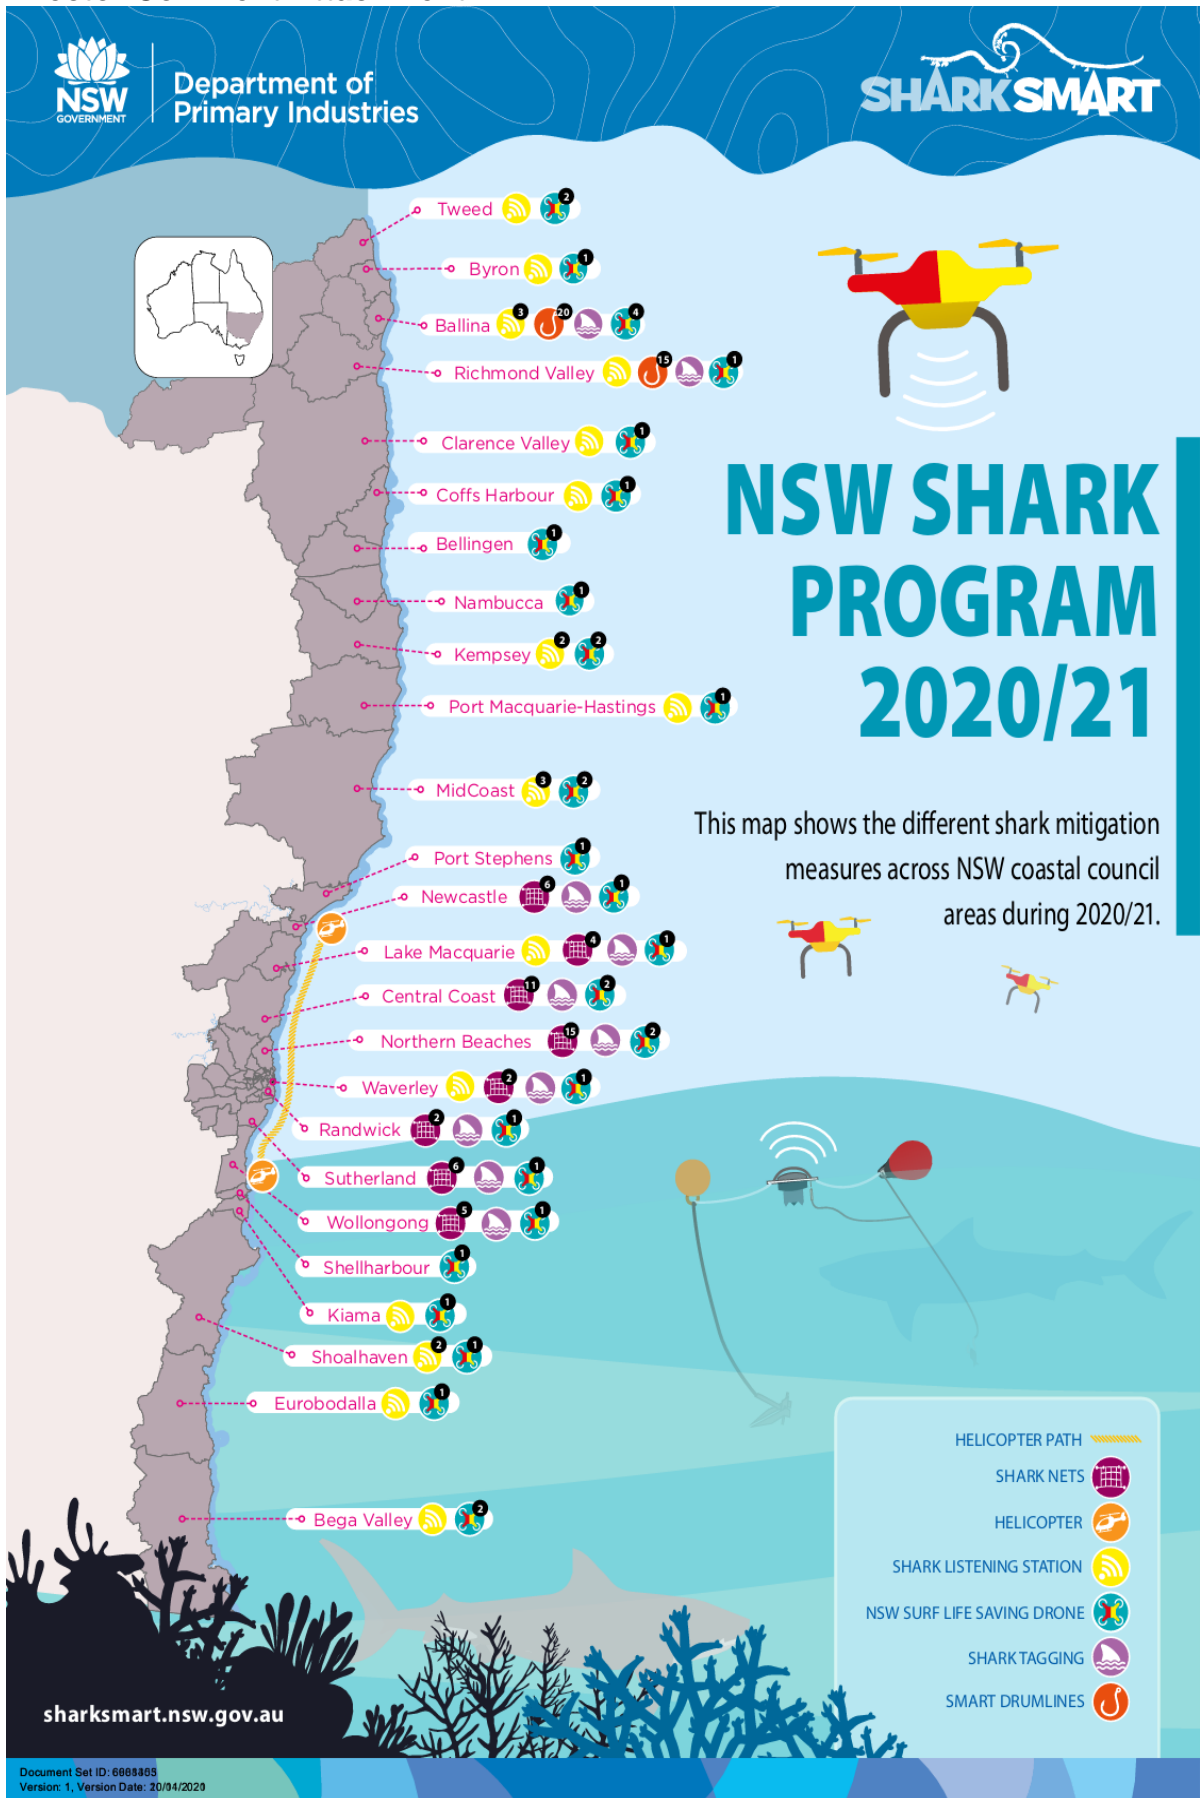 NSW
GOVERNMENT
Department of
Primary Industries
SHARKSMART
Tweed 2
Byron 1
Ballina 3 20 4
Richmond Valley 15 1
Clarence Valley 1
Coffs Harbour 1
Bellingen 1
Nambucca 1
Kempsey 2 2
Port Macquarie-Hastings 1
MidCoast 3 2
Port Stephens 1
Newcastle 6 1
Lake Macquarie 4 1
Central Coast 11 2
Northern Beaches 15 2
Waverley 2 1
Randwick 2 1
Sutherland 6 1
Wollongong 5 1
Shellharbour 1
Kiama 1
Shoalhaven 2 1
Eurobodalla 1
Bega Valley 2
NSW SHARK
PROGRAM
2020/21
This map shows the different shark mitigation
measures across NSW coastal council
areas during 2020/21.
HELICOPTER PATH
SHARK NETS
HELICOPTER
SHARK LISTENING STATION
NSW SURF LIFE SAVING DRONE
SHARK TAGGING
SMART DRUMLINES
sharksmart.nsw.gov.au
Document Set ID:
Version: 1, Version Date: